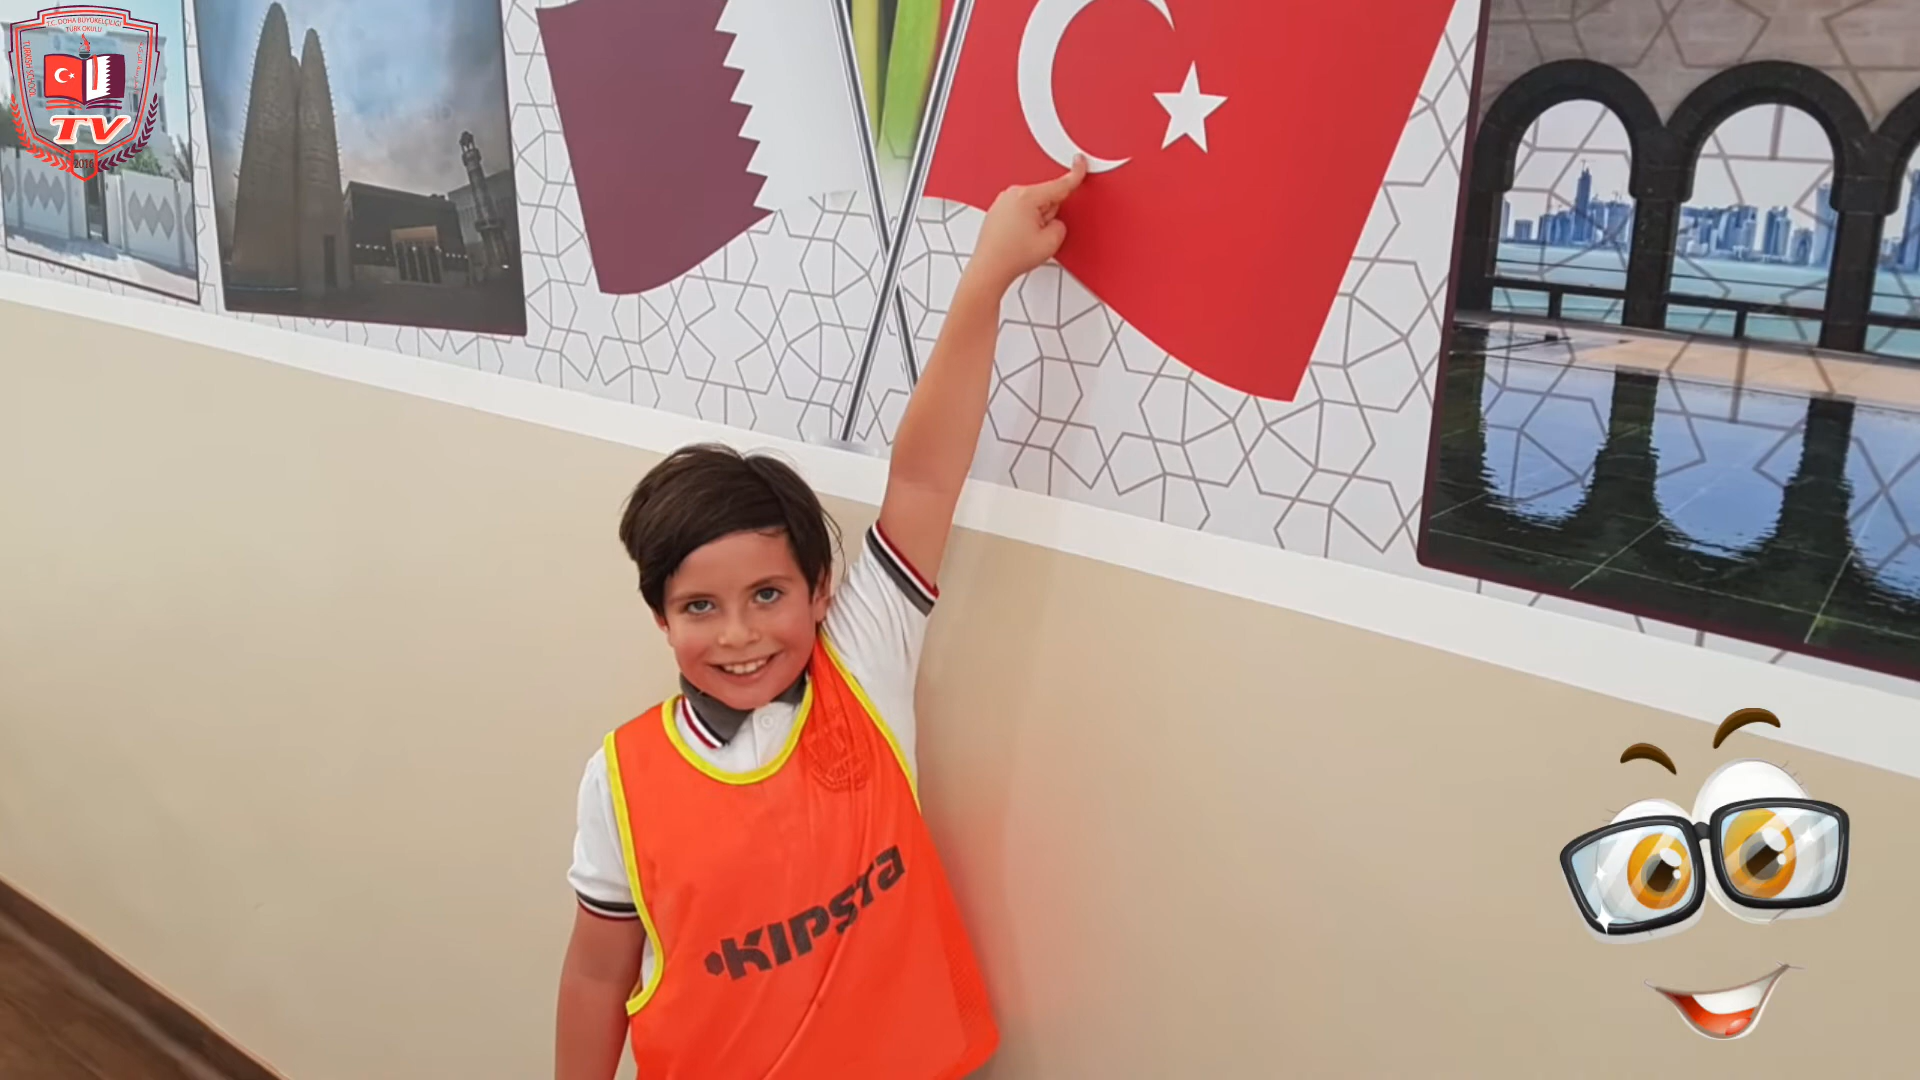 T.C. DOHA BÜYÜKELÇİLİĞİ
TÜRK OKULU
TURKISH SCHOOL
TV
2016
KIPSTA